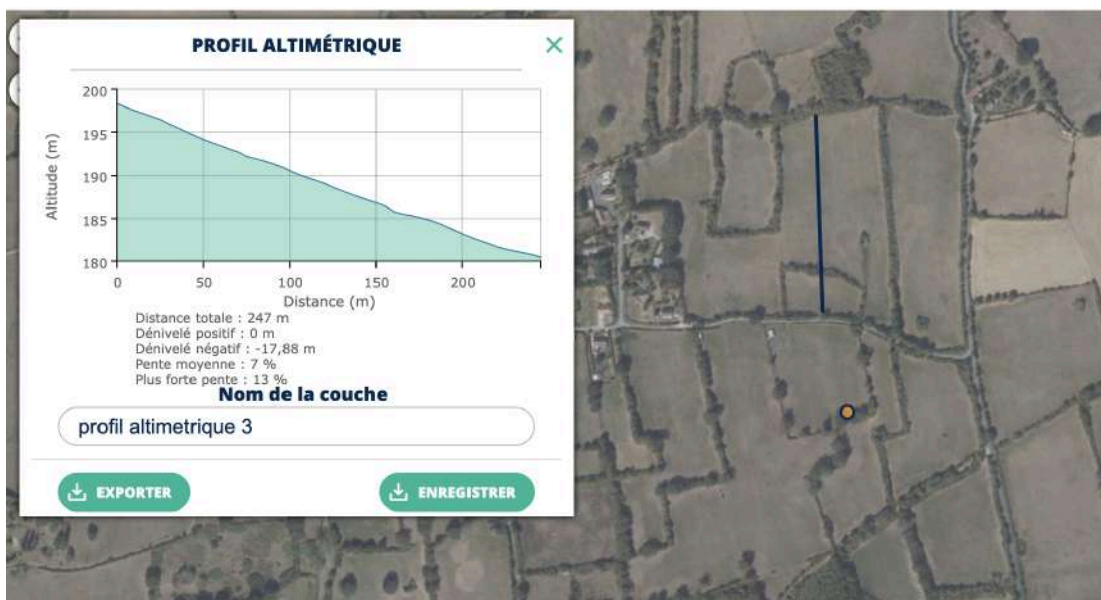 PROFIL ALTIMÉTRIQUE
200
195
190
185
180
Altitude (m)
0 50 100 150 200
Distance (m)
Distance totale : 247 m
Dénivelé positif : 0 m
Dénivelé négatif : -17,88 m
Pente moyenne : 7 %
Plus forte pente : 13 %
Nom de la couche
profil altimetrique 3
EXPORTER ENREGISTRER